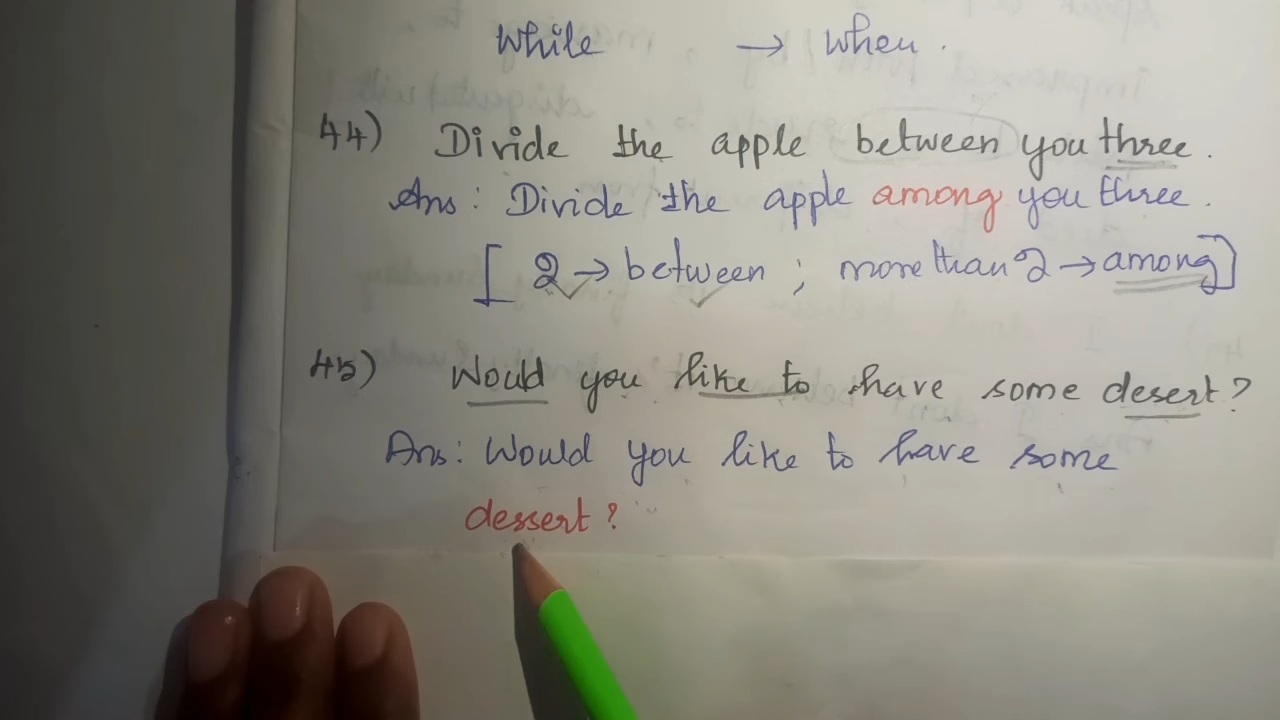 While → when.
44) Divide the apple between you three.
Ans: Divide the apple among you three.
[2 → between ; more than 2 → among]
45) Would you like to have some desert?
Ans: Would you like to have some
dessert?